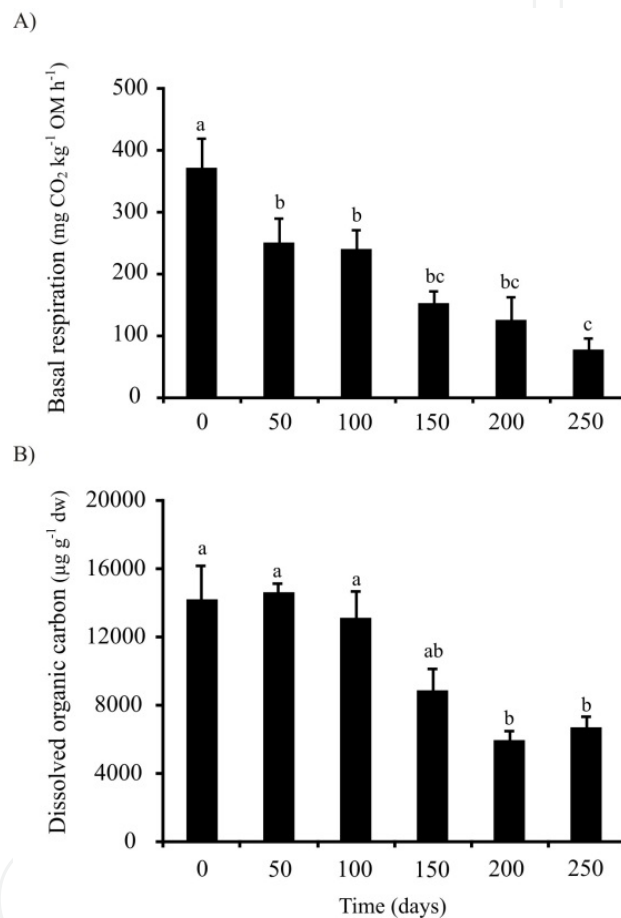 A)
Basal respiration (mg CO₂ kg⁻¹ OM h⁻¹)
500
400
300
200
100
0
a
b
b
bc
bc
c
0 50 100 150 200 250
B)
Dissolved organic carbon (µg g⁻¹ dw)
20000
16000
12000
8000
4000
0
a
a
a
ab
b
b
0 50 100 150 200 250
Time (days)